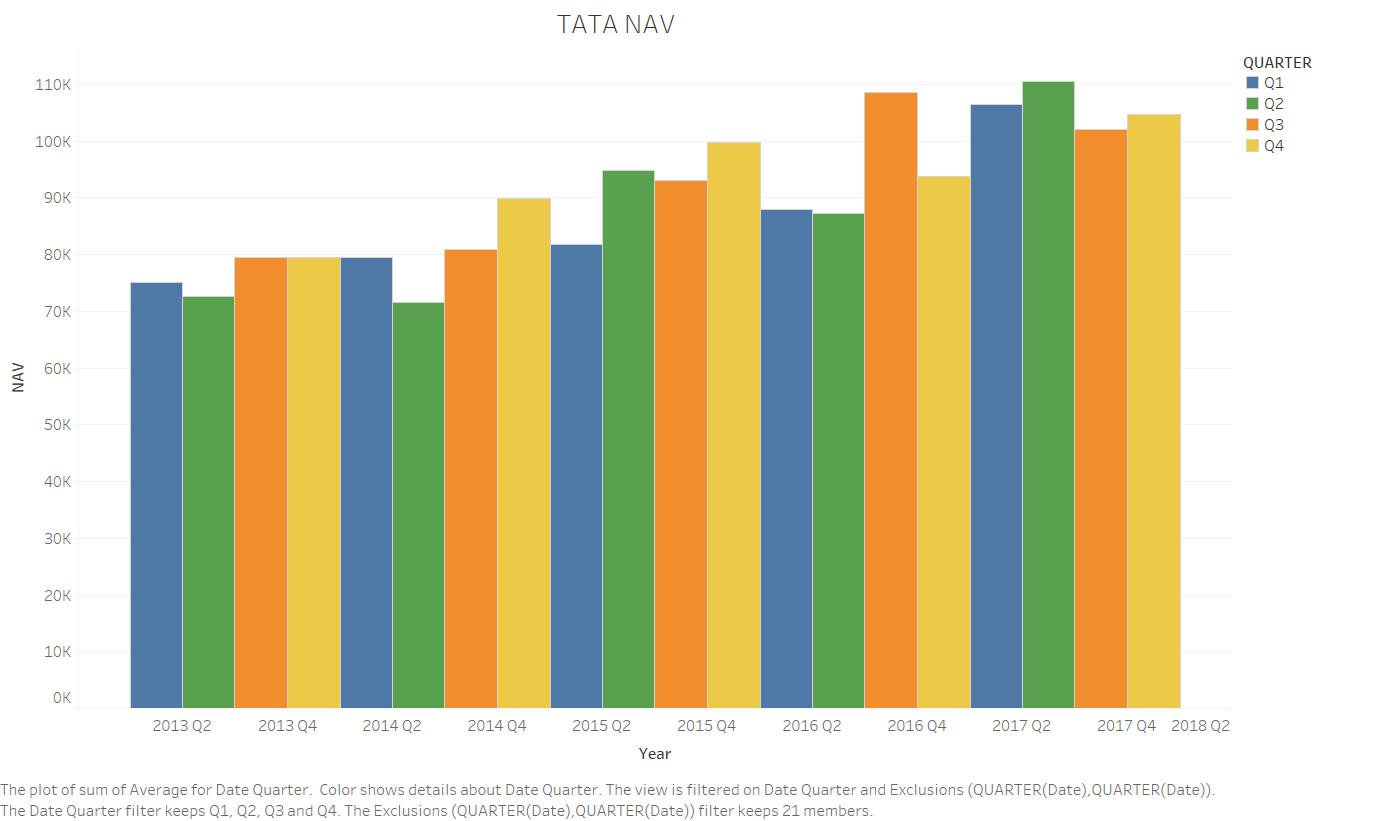 TATA NAV
QUARTER
Q1
Q2
Q3
Q4
110K
100K
90K
80K
70K
60K
50K
40K
30K
20K
10K
0K
NAV
2013 Q2
2013 Q4
2014 Q2
2014 Q4
2015 Q2
2015 Q4
2016 Q2
2016 Q4
2017 Q2
2017 Q4
2018 Q2
Year
The plot of sum of Average for Date Quarter.  Color shows details about Date Quarter. The view is filtered on Date Quarter and Exclusions (QUARTER(Date),QUARTER(Date)).
The Date Quarter filter keeps Q1, Q2, Q3 and Q4. The Exclusions (QUARTER(Date),QUARTER(Date)) filter keeps 21 members.